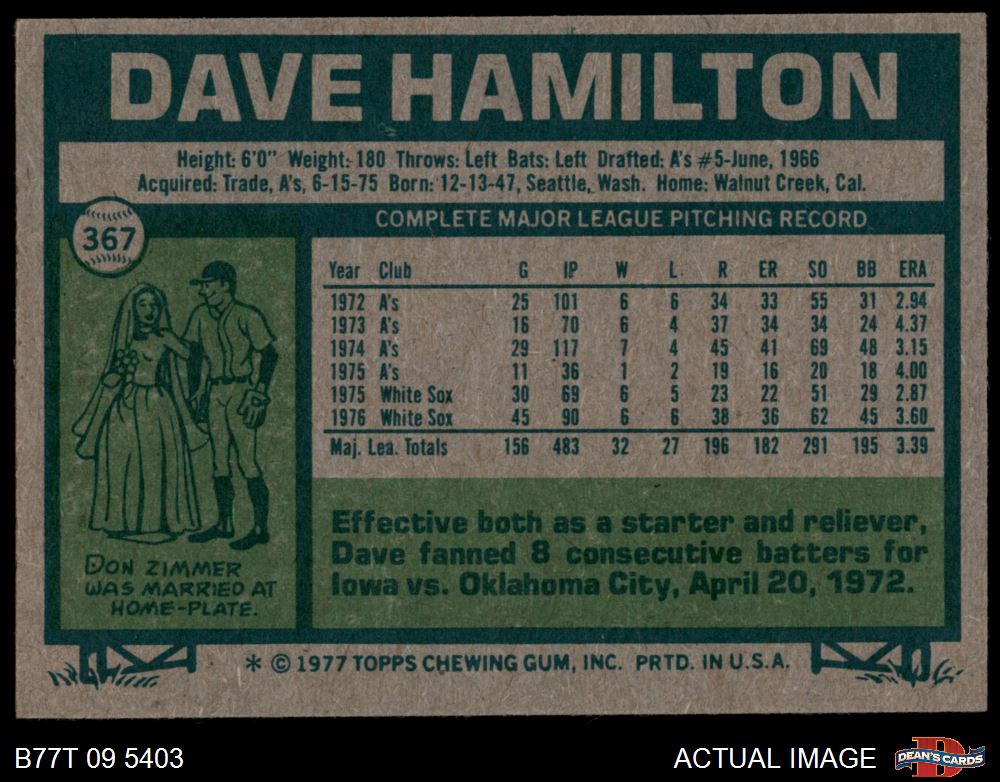 DAVE HAMILTON
Height: 6'0" Weight: 180 Throws: Left Bats: Left Drafted: A's #5-June, 1966
Acquired: Trade, A's, 6-15-75 Born: 12-13-47, Seattle, Wash. Home: Walnut Creek, Cal.
367
COMPLETE MAJOR LEAGUE PITCHING RECORD
Year Club G IP W L R ER SO BB ERA
1972 A's 25 101 6 6 34 33 55 31 2.94
1973 A's 16 70 6 4 37 34 34 24 4.37
1974 A's 29 117 7 4 45 41 69 48 3.15
1975 A's 11 36 1 2 19 16 20 18 4.00
1975 White Sox 30 69 6 5 23 22 51 29 2.87
1976 White Sox 45 90 6 6 38 36 62 45 3.60
Maj. Lea. Totals 156 483 32 27 196 182 291 195 3.39
DON ZIMMER
WAS MARRIED AT
HOME-PLATE.
Effective both as a starter and reliever,
Dave fanned 8 consecutive batters for
Iowa vs. Oklahoma City, April 20, 1972.
* © 1977 TOPPS CHEWING GUM, INC. PRTD. IN U.S.A.
B77T 09 5403
ACTUAL IMAGE
D
DEAN'S CARDS